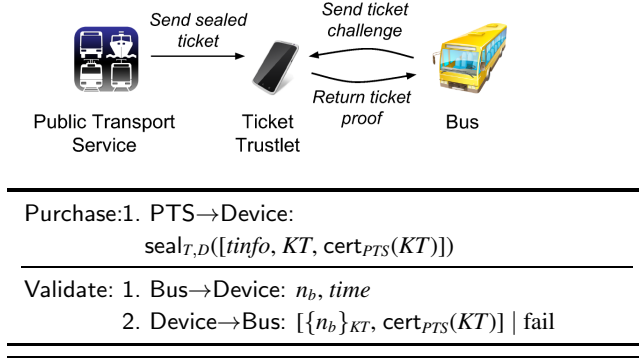 Send sealed
ticket
Send ticket
challenge
Return ticket
proof
Public Transport
Service
Ticket
Trustlet
Bus
Purchase:1. PTS→Device:
seal_{T,D}([tinfo, KT, cert_{PTS}(KT)])
Validate: 1. Bus→Device: n_b, time
2. Device→Bus: [{n_b}_{KT}, cert_{PTS}(KT)] | fail